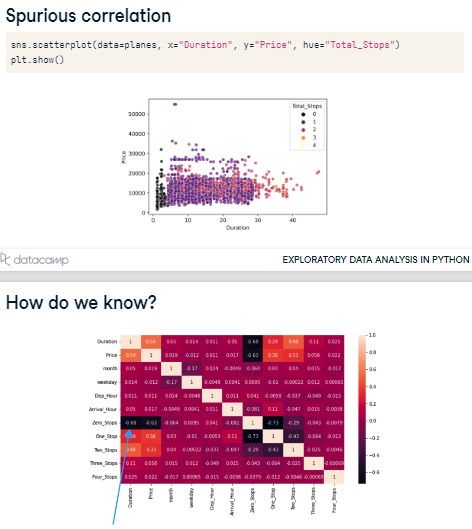 Spurious correlation
sns.scatterplot(data=planes, x="Duration", y="Price", hue="Total_Stops")
plt.show()
Total_Stops
0
1
2
3
4
50000
40000
30000
20000
10000
0
Price
0 10 20 30 40
Duration
datacamp
EXPLORATORY DATA ANALYSIS IN PYTHON
How do we know?
Duration 1 0.54 0.05 0.014 0.011 0.05 -0.68 0.29 0.48 0.11 0.025
Price 0.54 1 0.019 -0.012 0.011 0.017 -0.63 0.36 0.33 0.058 0.022
month 0.05 0.019 1 -0.17 0.024 -0.0049 -0.064 0.03 0.04 0.015 -0.017
weekday 0.014 -0.012 -0.17 1 -0.0048 0.0041 0.0095 -0.01 -0.00022 0.012
Dep_Hour 0.011 0.011 0.024 -0.0048 1 0.011 0.041 -0.0059 -0.037 -0.049 -0.015
Arrival_Hour 0.05 0.017 -0.0049 0.0041 0.011 1 -0.081 0.11 -0.047 0.015 -0.0038
Zero_Stops -0.68 -0.63 -0.064 0.0095 0.041 -0.081 1 -0.73 -0.29 -0.043 -0.0079
One_Stop 0.36 0.03 -0.01 -0.0059 0.11 -0.73 1 -0.43 -0.064 -0.012
Two_Stops 0.48 0.33 0.04 -0.00022 -0.037 -0.047 -0.29 -0.43 1 -0.025 -0.0046
Three_Stops 0.11 0.058 0.015 0.012 -0.049 0.015 -0.043 -0.064 -0.025 1
Four_Stops 0.025 0.022 -0.017 -0.015 -0.0038 -0.0079 -0.012 -0.0046 1
Duration Price month weekday Dep_Hour Arrival_Hour Zero_Stops One_Stop Two_Stops Three_Stops Four_Stops
1.0
0.8
0.6
0.4
0.2
0.0
-0.2
-0.4
-0.6